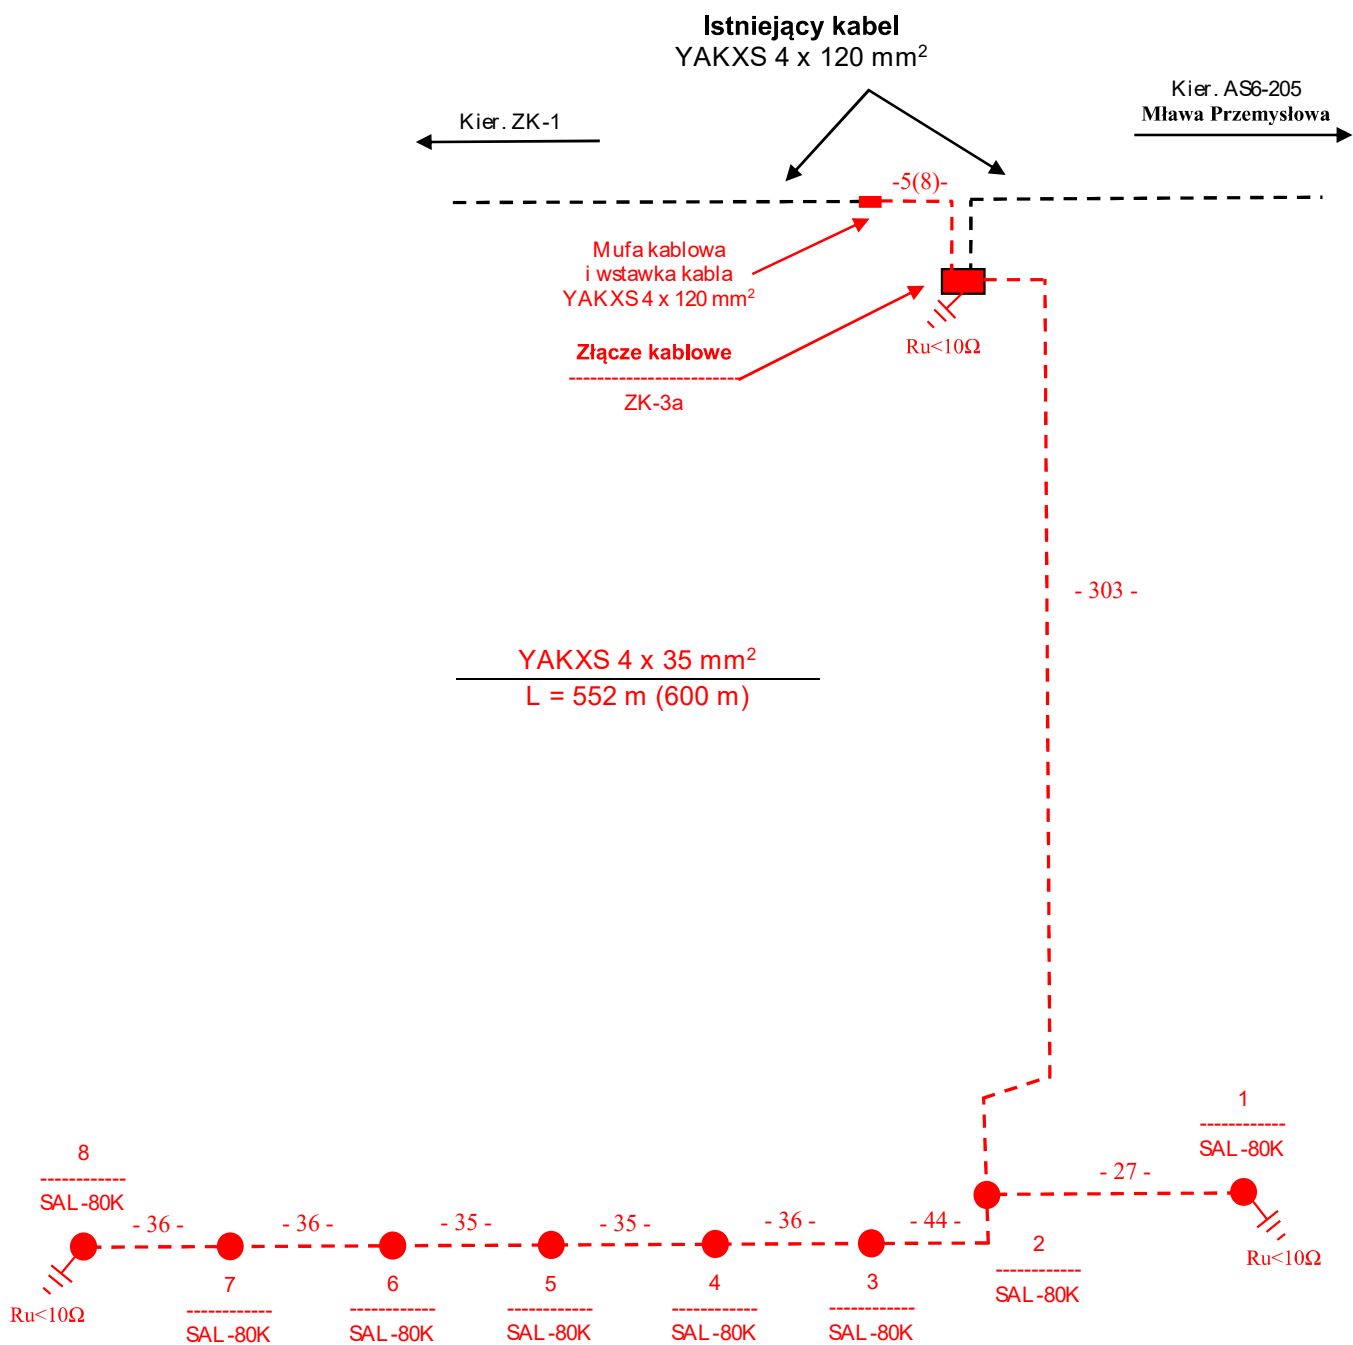 Istniejący kabel
YAKXS 4 x 120 mm²
Kier. ZK-1
Kier. AS6-205
Mława Przemysłowa
-5(8)-
Mufa kablowa
i wstawka kabla
YAKXS 4 x 120 mm²
Ru<10Ω
Złącze kablowe
------------------------
ZK-3a
- 303 -
YAKXS 4 x 35 mm²
L = 552 m (600 m)
1
------------
SAL-80K
- 27 -
Ru<10Ω
8
------------
SAL-80K
- 36 -
- 36 -
- 35 -
- 35 -
- 36 -
- 44 -
2
------------
SAL-80K
Ru<10Ω
7
------------
SAL-80K
6
------------
SAL-80K
5
------------
SAL-80K
4
------------
SAL-80K
3
------------
SAL-80K